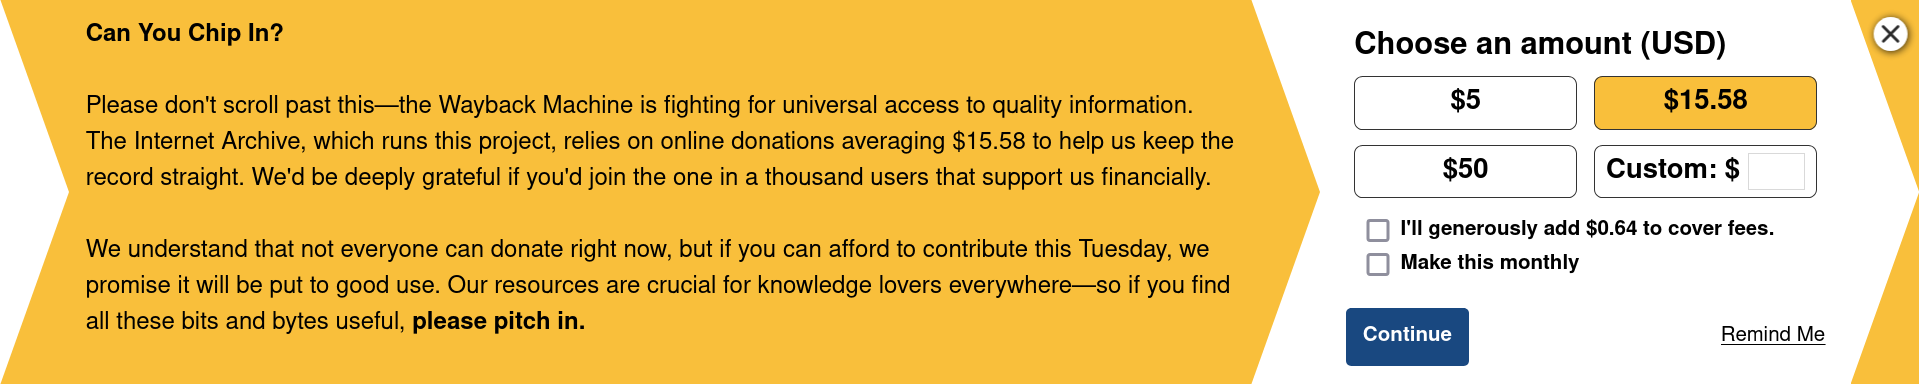 Can You Chip In?
Please don't scroll past this—the Wayback Machine is fighting for universal access to quality information.
The Internet Archive, which runs this project, relies on online donations averaging $15.58 to help us keep the
record straight. We'd be deeply grateful if you'd join the one in a thousand users that support us financially.
We understand that not everyone can donate right now, but if you can afford to contribute this Tuesday, we
promise it will be put to good use. Our resources are crucial for knowledge lovers everywhere—so if you find
all these bits and bytes useful, please pitch in.
Choose an amount (USD)
$5
$15.58
$50
Custom: $
I'll generously add $0.64 to cover fees.
Make this monthly
Continue
Remind Me